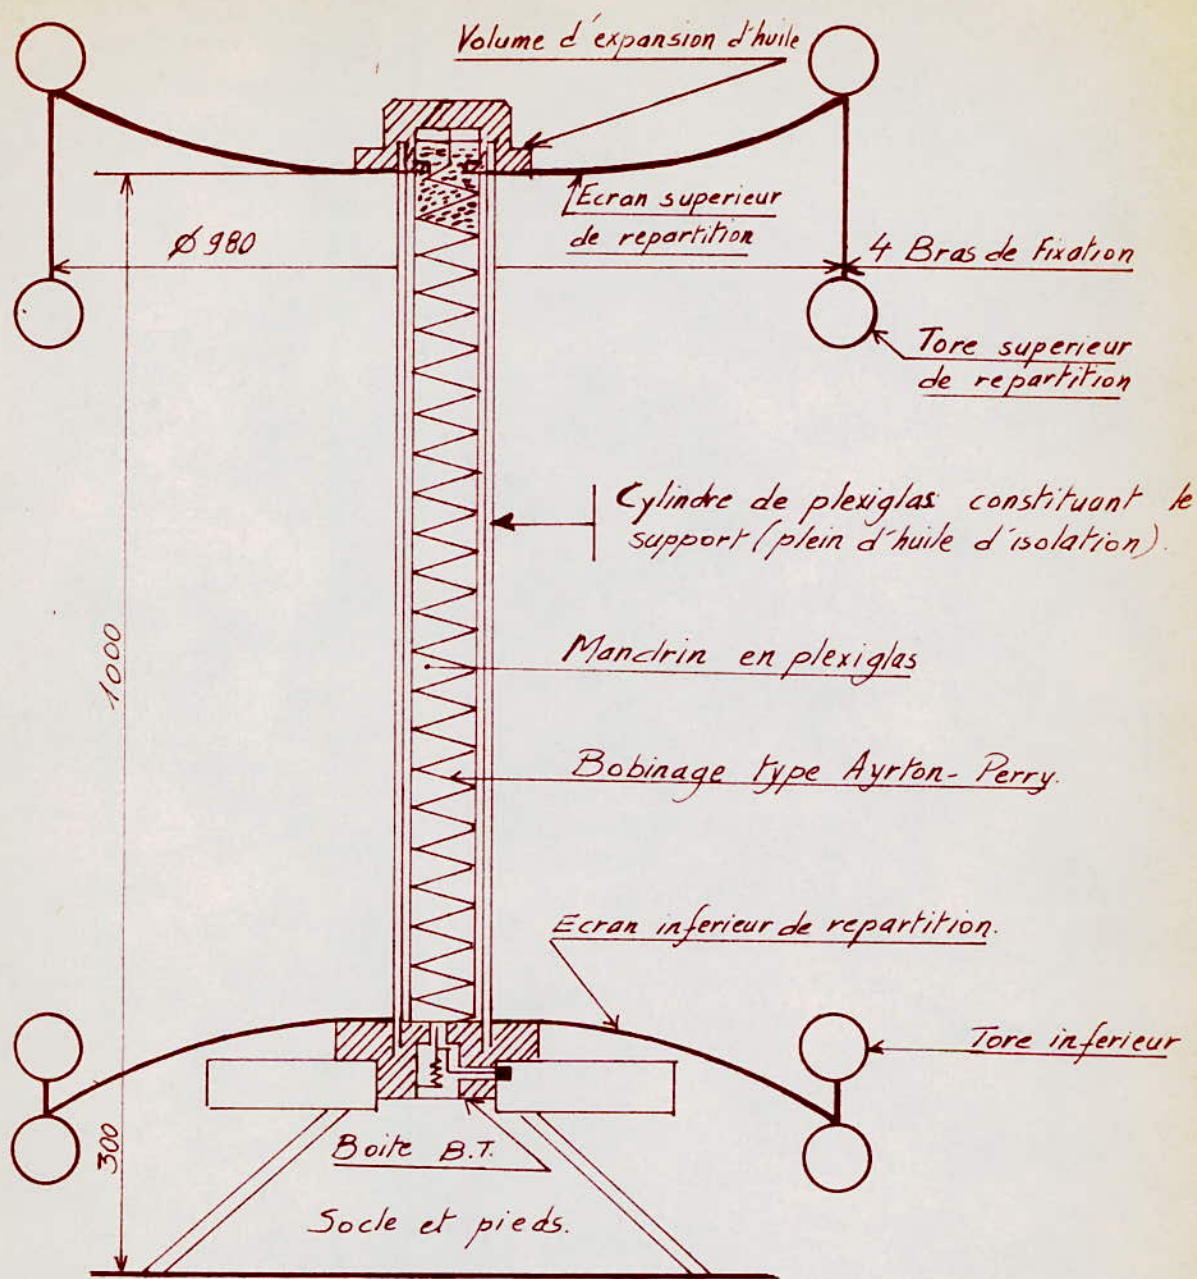 Volume d'expansion d'huile
Ecran superieur
de repartition
Ø 980
4 Bras de fixation
Tore superieur
de repartition
Cylindre de plexiglas constituant le
support (plein d'huile d'isolation).
1000
Mandrin en plexiglas
Bobinage type Ayrton-Perry.
Ecran inferieur de repartition.
Tore inferieur
300
Boite B.T.
Socle et pieds.